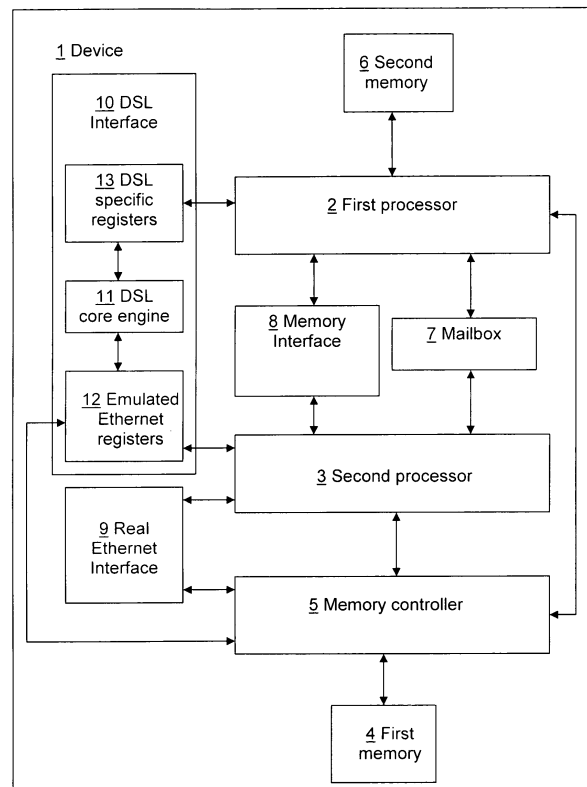 1 Device
6 Second
memory
10 DSL
Interface
13 DSL
specific
registers
2 First processor
11 DSL
core engine
8 Memory
Interface
7 Mailbox
12 Emulated
Ethernet
registers
3 Second processor
9 Real
Ethernet
Interface
5 Memory controller
4 First
memory